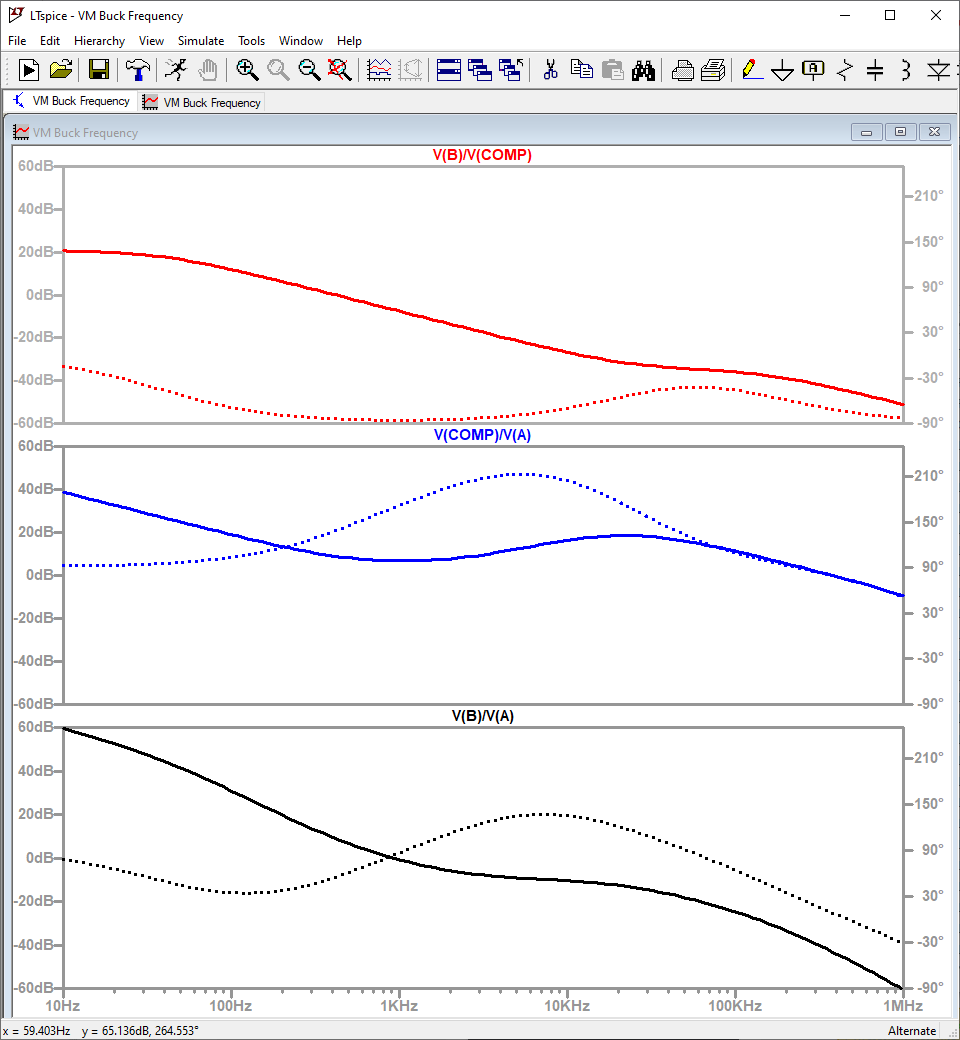 LTspice - VM Buck Frequency
File Edit Hierarchy View Simulate Tools Window Help
VM Buck Frequency VM Buck Frequency
VM Buck Frequency
V(B)/V(COMP)
60dB
40dB
20dB
0dB
-20dB
-40dB
-60dB
210°
150°
90°
30°
-30°
-90°
V(COMP)/V(A)
60dB
40dB
20dB
0dB
-20dB
-40dB
-60dB
210°
150°
90°
30°
-30°
-90°
V(B)/V(A)
60dB
40dB
20dB
0dB
-20dB
-40dB
-60dB
210°
150°
90°
30°
-30°
-90°
10Hz 100Hz 1KHz 10KHz 100KHz 1MHz
x = 59.403Hz y = 65.136dB, 264.553° Alternate